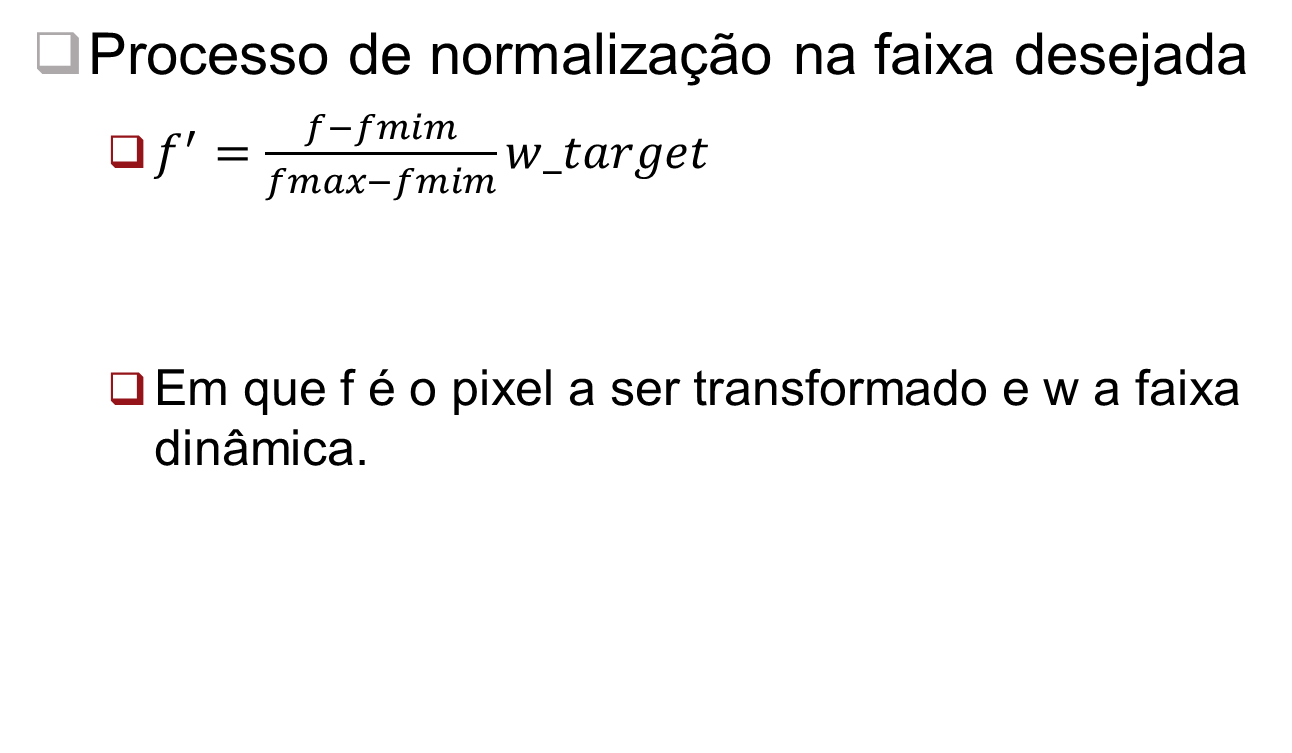 Processo de normalização na faixa desejada
f′ = (f−fmim)/(fmax−fmim) w_target
Em que f é o pixel a ser transformado e w a faixa
dinâmica.